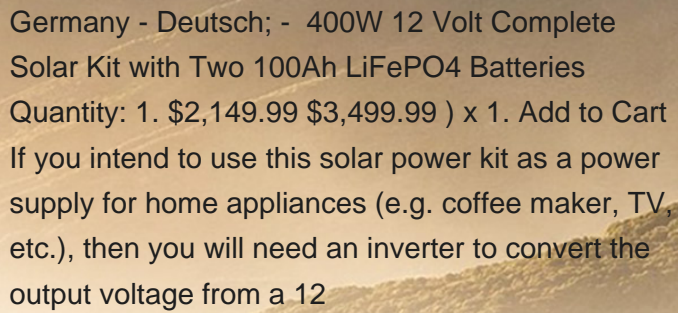 Germany - Deutsch; -  400W 12 Volt Complete
Solar Kit with Two 100Ah LiFePO4 Batteries
Quantity: 1. $2,149.99 $3,499.99 ) x 1. Add to Cart
If you intend to use this solar power kit as a power
supply for home appliances (e.g. coffee maker, TV,
etc.), then you will need an inverter to convert the
output voltage from a 12